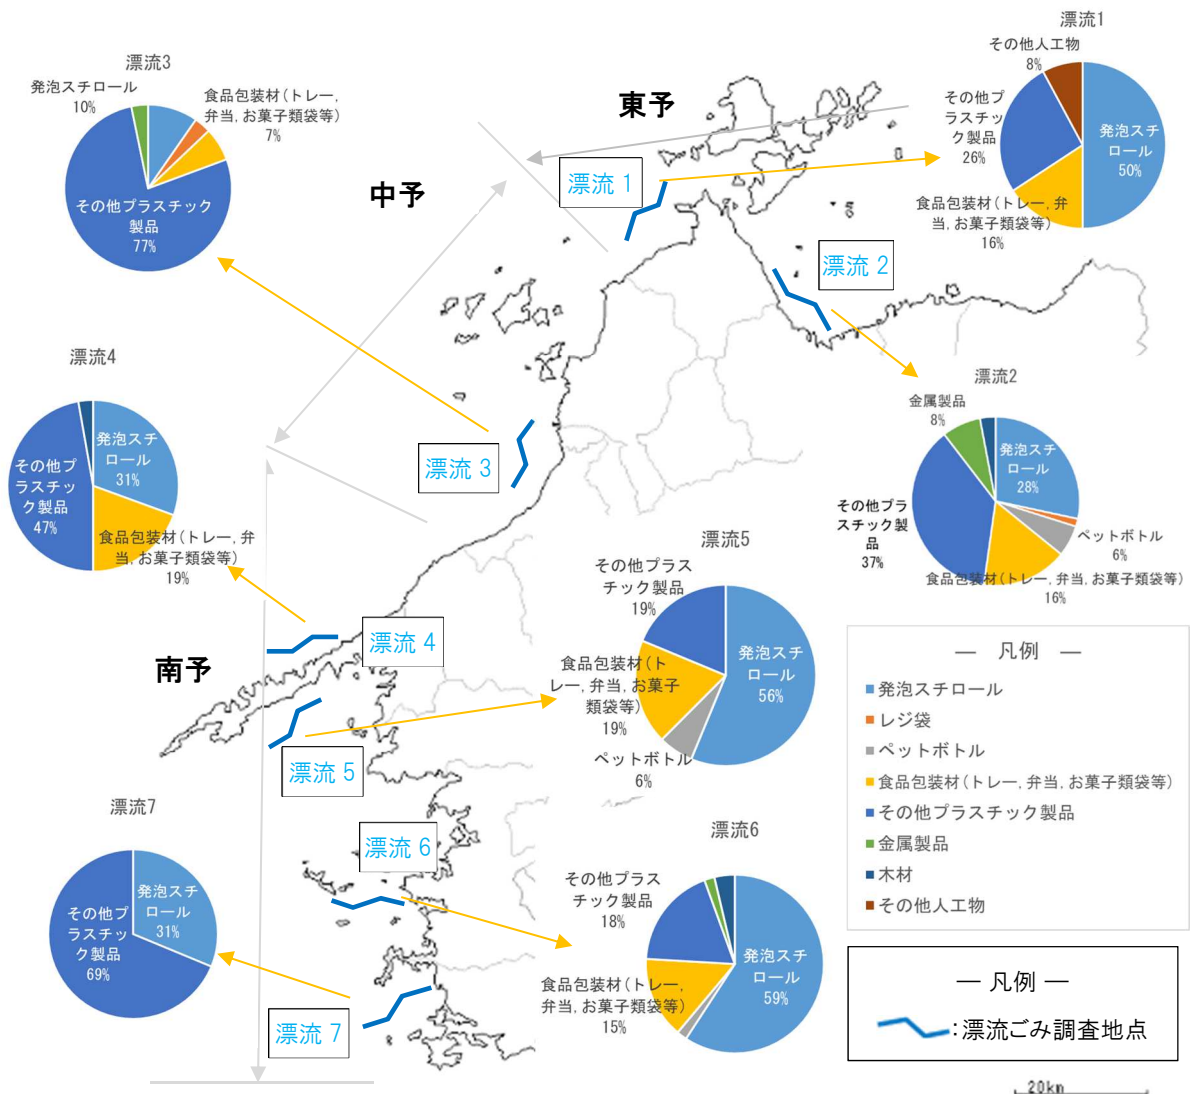 漂流1
その他人工物
8%
その他プ
ラスチッ
ク製品
26%
発泡スチ
ロール
50%
食品包装材(トレー, 弁
当, お菓子類袋等)
16%
漂流3
発泡スチロール
10%
食品包装材(トレー,
弁当, お菓子類袋等)
7%
その他プラスチック
製品
77%
東予
中予
南予
漂流 1
漂流 2
漂流 3
漂流 4
漂流 5
漂流 6
漂流 7
漂流4
発泡スチ
ロール
31%
その他プ
ラスチッ
ク製品
47%
食品包装材(トレー, 弁
当, お菓子類袋等)
19%
漂流2
金属製品
8%
発泡スチ
ロール
28%
その他プラ
スチック製
品
37%
ペットボトル
6%
食品包装材(トレー, 弁当, お菓子類袋等)
16%
漂流5
その他プラス
チック製品
19%
発泡スチ
ロール
56%
食品包装材(ト
レー, 弁当, お菓子
類袋等)
19%
ペットボトル
6%
漂流7
発泡スチ
ロール
31%
その他プ
ラスチッ
ク製品
69%
漂流6
その他プラス
チック製品
18%
発泡スチ
ロール
59%
食品包装材(トレー,
弁当, お菓子類袋等)
15%
― 凡例 ―
発泡スチロール
レジ袋
ペットボトル
食品包装材(トレー, 弁当, お菓子類袋等)
その他プラスチック製品
金属製品
木材
その他人工物
― 凡例 ―
:漂流ごみ調査地点
20km